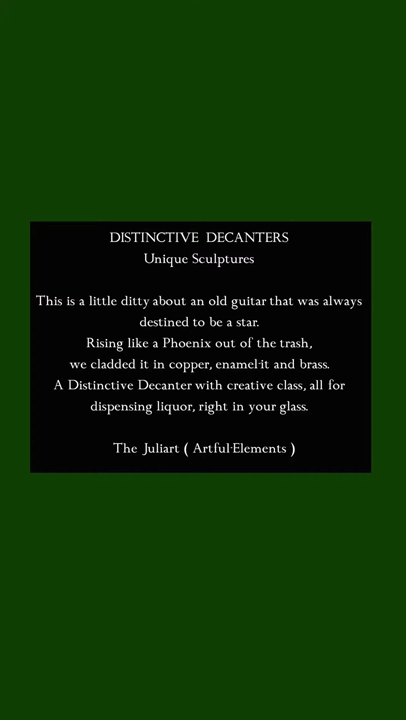 DISTINCTIVE DECANTERS
Unique Sculptures
This is a little ditty about an old guitar that was always
destined to be a star.
Rising like a Phoenix out of the trash,
we cladded it in copper, enamel-it and brass.
A Distinctive Decanter with creative class, all for
dispensing liquor, right in your glass.
The Juliart ( Artful-Elements )